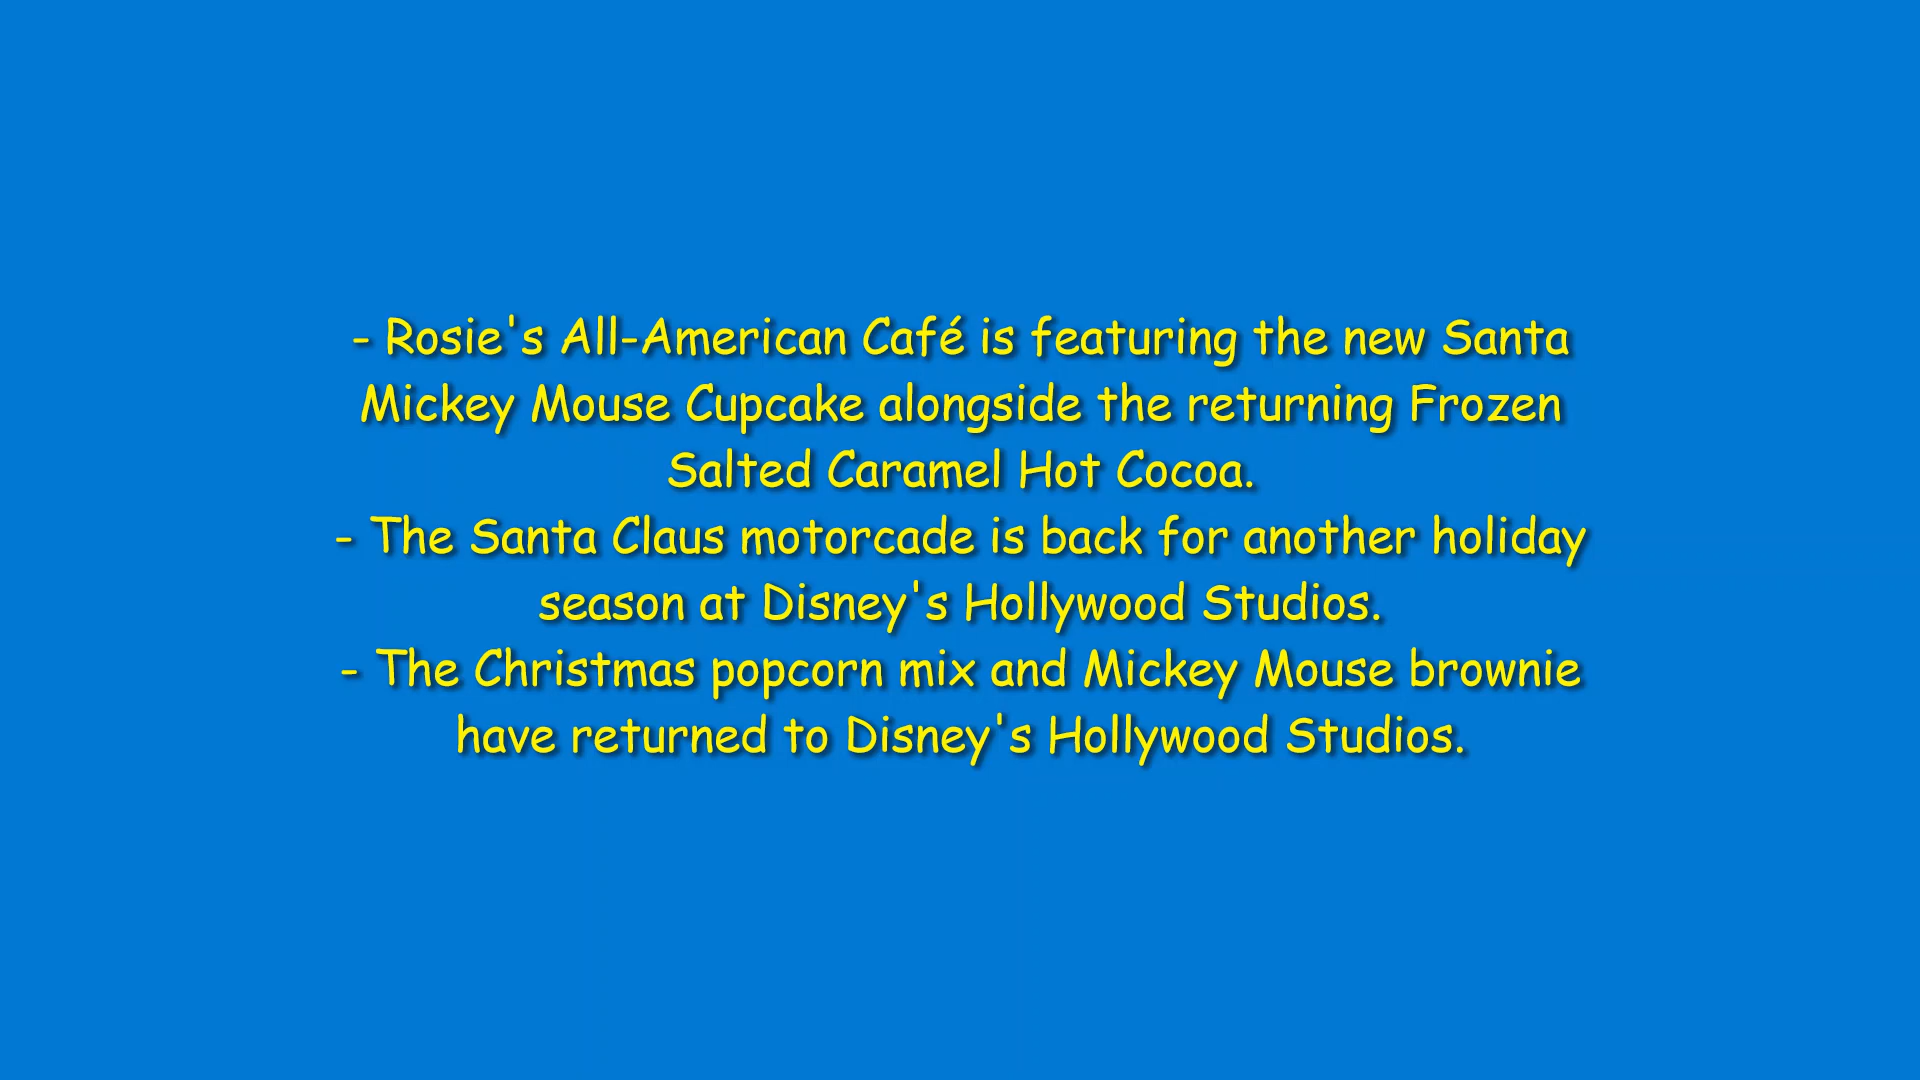 - Rosie's All-American Café is featuring the new Santa
Mickey Mouse Cupcake alongside the returning Frozen
Salted Caramel Hot Cocoa.
- The Santa Claus motorcade is back for another holiday
season at Disney's Hollywood Studios.
- The Christmas popcorn mix and Mickey Mouse brownie
have returned to Disney's Hollywood Studios.